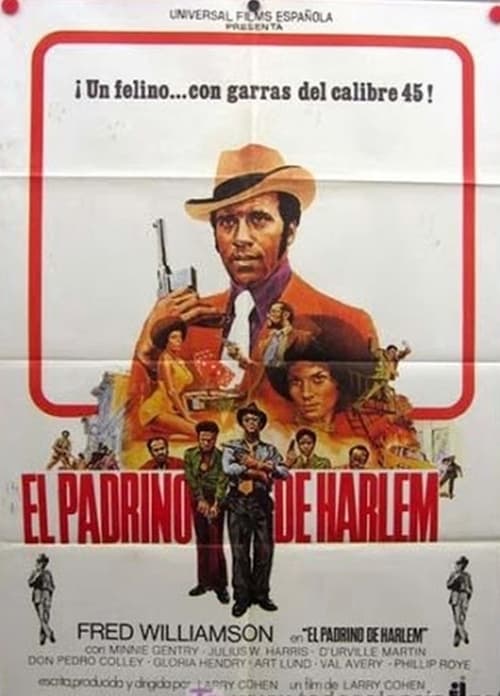 UNIVERSAL FILMS ESPAÑOLA
PRESENTA
¡Un felino...con garras del calibre 45!
EL PADRINO DE HARLEM
FRED WILLIAMSON en "EL PADRINO DE HARLEM"
con MINNIE GENTRY - JULIUS W. HARRIS - D'URVILLE MARTIN
DON PEDRO COLLEY - GLORIA HENDRY - ART LUND - VAL AVERY - PHILLIP ROYE
escrita, producida y dirigida por LARRY COHEN un film de LARRY COHEN